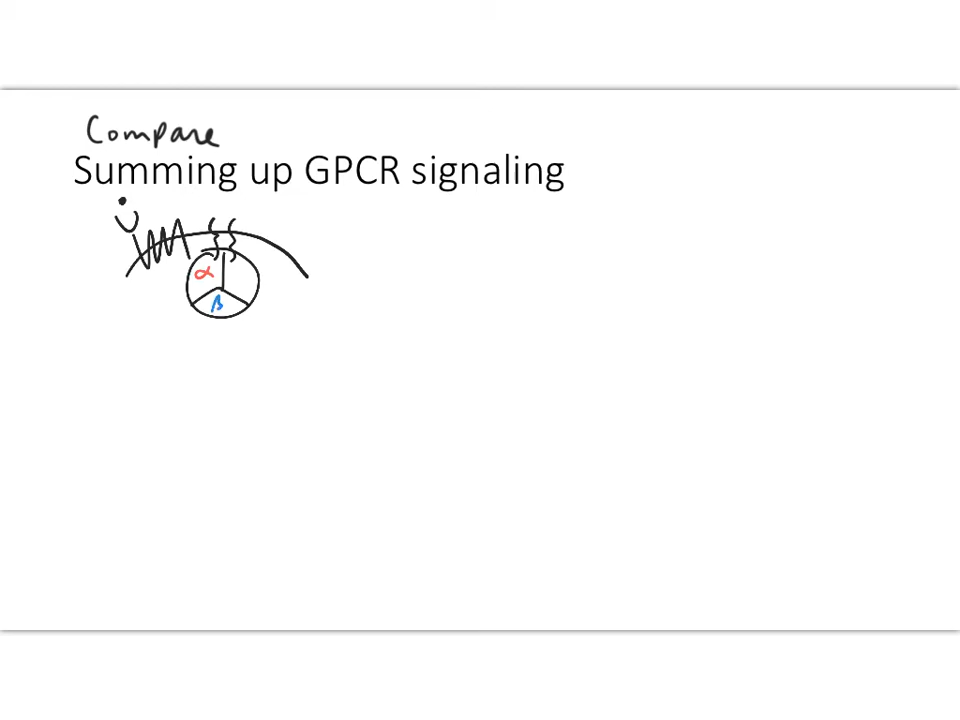 Compare
Summing up GPCR signaling
α
β